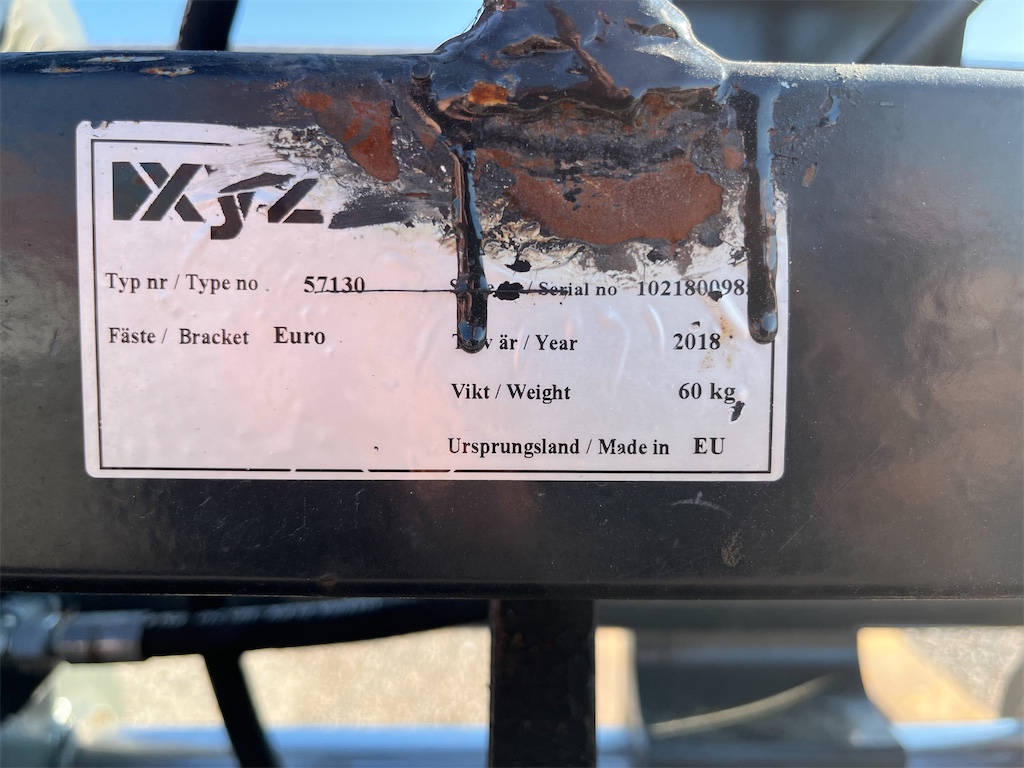 Xyz
Typ nr / Type no 57130
/ Serial no 102180098
Fäste / Bracket Euro
år / Year 2018
Vikt / Weight 60 kg
Ursprungsland / Made in EU